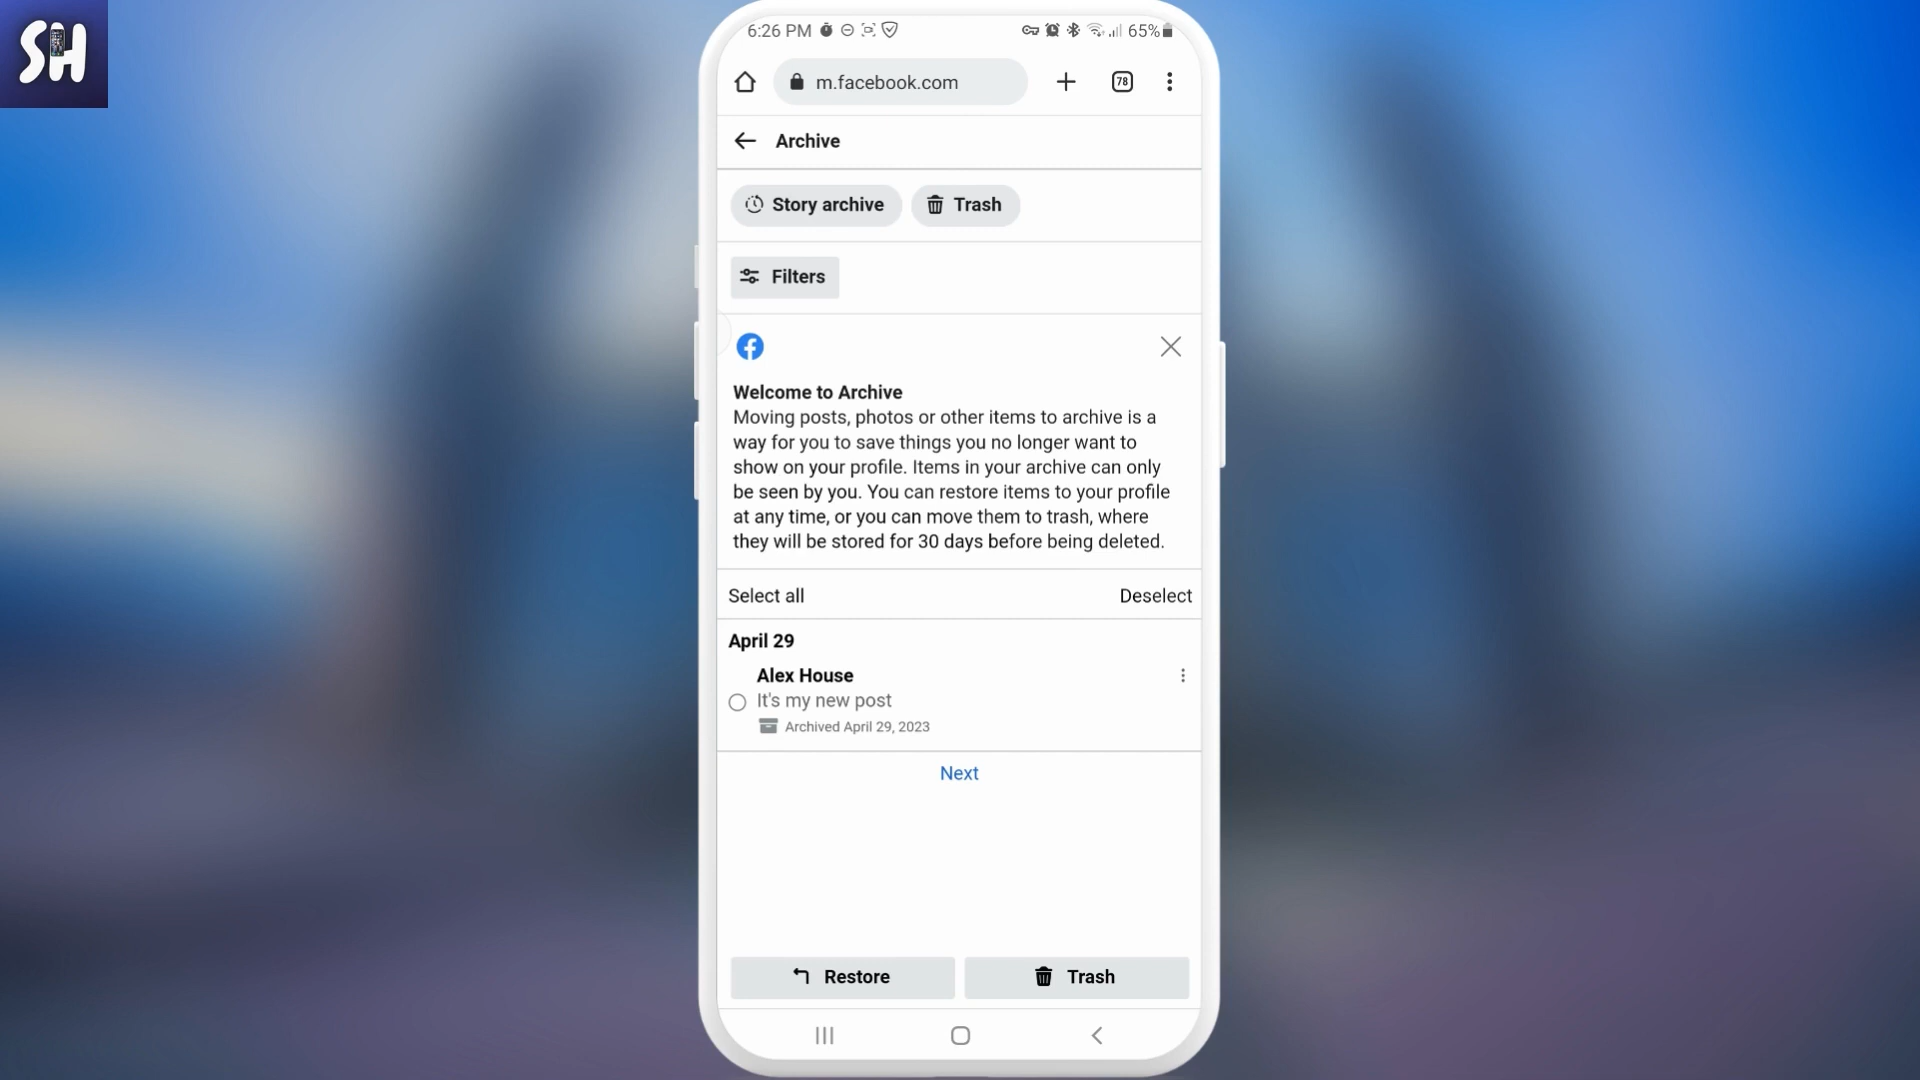 SH
6:26 PM 65%
m.facebook.com 78
Archive
Story archive Trash
Filters
Welcome to Archive
Moving posts, photos or other items to archive is a
way for you to save things you no longer want to
show on your profile. Items in your archive can only
be seen by you. You can restore items to your profile
at any time, or you can move them to trash, where
they will be stored for 30 days before being deleted.
Select all Deselect
April 29
Alex House
It's my new post
Archived April 29, 2023
Next
Restore Trash